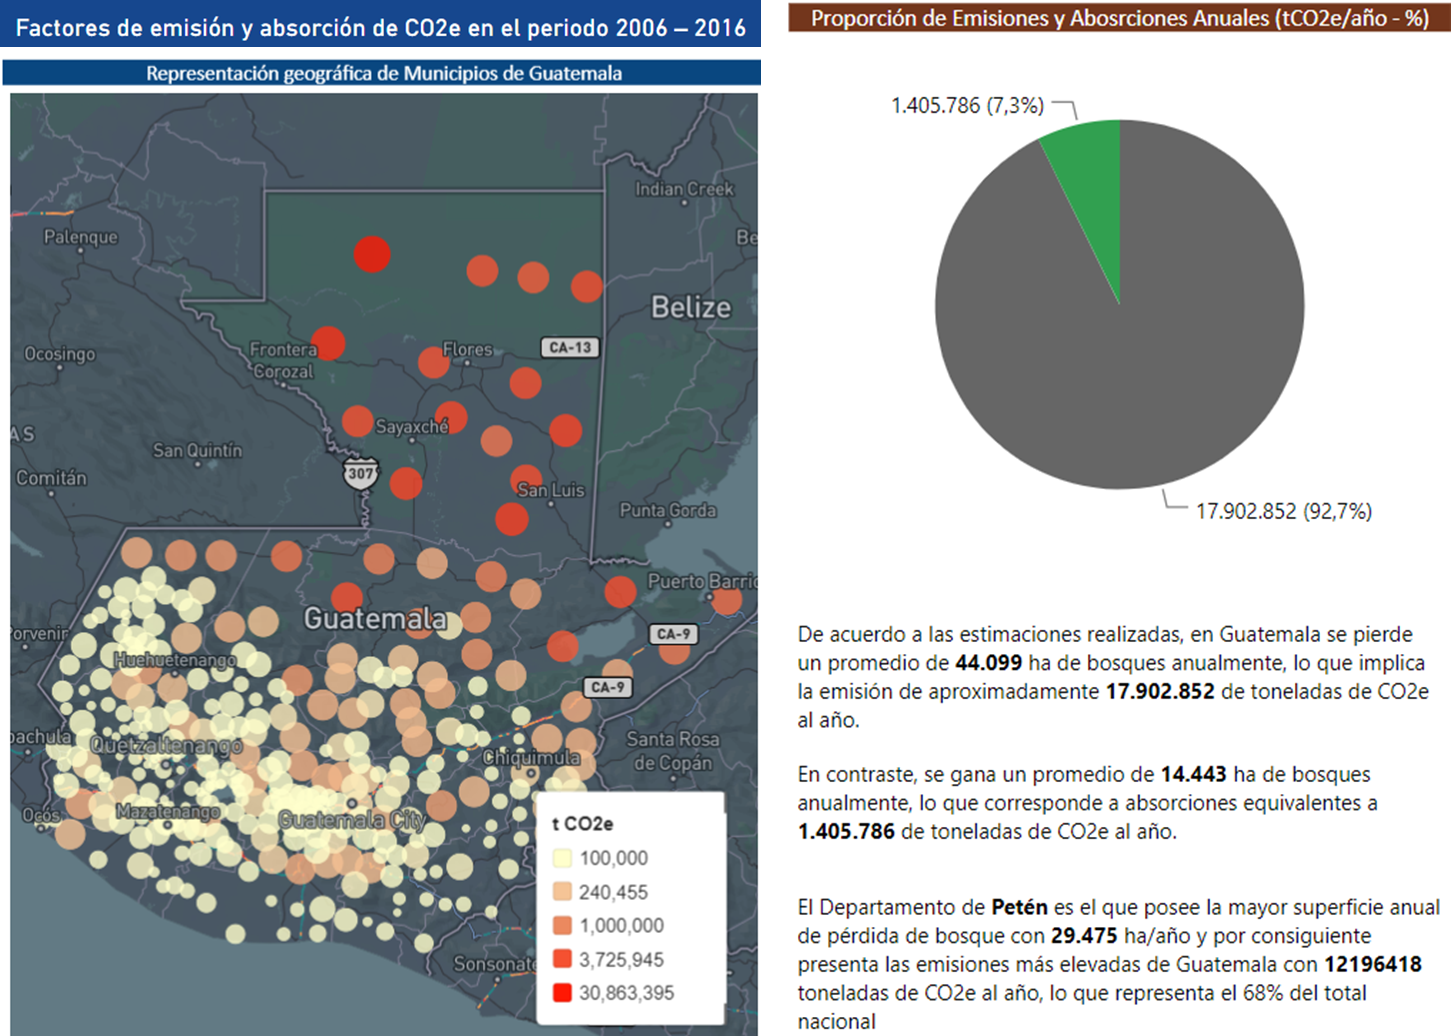 Factores de emisión y absorción de CO2e en el periodo 2006 – 2016
Representación geográfica de Municipios de Guatemala
Indian Creek
Palenque
Be
Belize
Ocosingo
Frontera
Corozal
Flores
CA-13
AS
Sayaxché
San Quintín
Comitán
307
San Luis
Punta Gorda
Puerto Barrio
Guatemala
orvenir
CA-9
Huehuetenango
CA-9
pachula
Quetzaltenango
Santa Rosa
de Copán
Chiquimula
Ocós
Mazatenango
Guatemala City
Sonsonate
t CO2e
100,000
240,455
1,000,000
3,725,945
30,863,395
Proporción de Emisiones y Abosrciones Anuales (tCO2e/año - %)
1.405.786 (7,3%)
17.902.852 (92,7%)
De acuerdo a las estimaciones realizadas, en Guatemala se pierde
un promedio de 44.099 ha de bosques anualmente, lo que implica
la emisión de aproximadamente 17.902.852 de toneladas de CO2e
al año.
En contraste, se gana un promedio de 14.443 ha de bosques
anualmente, lo que corresponde a absorciones equivalentes a
1.405.786 de toneladas de CO2e al año.
El Departamento de Petén es el que posee la mayor superficie anual
de pérdida de bosque con 29.475 ha/año y por consiguiente
presenta las emisiones más elevadas de Guatemala con 12196418
toneladas de CO2e al año, lo que representa el 68% del total
nacional